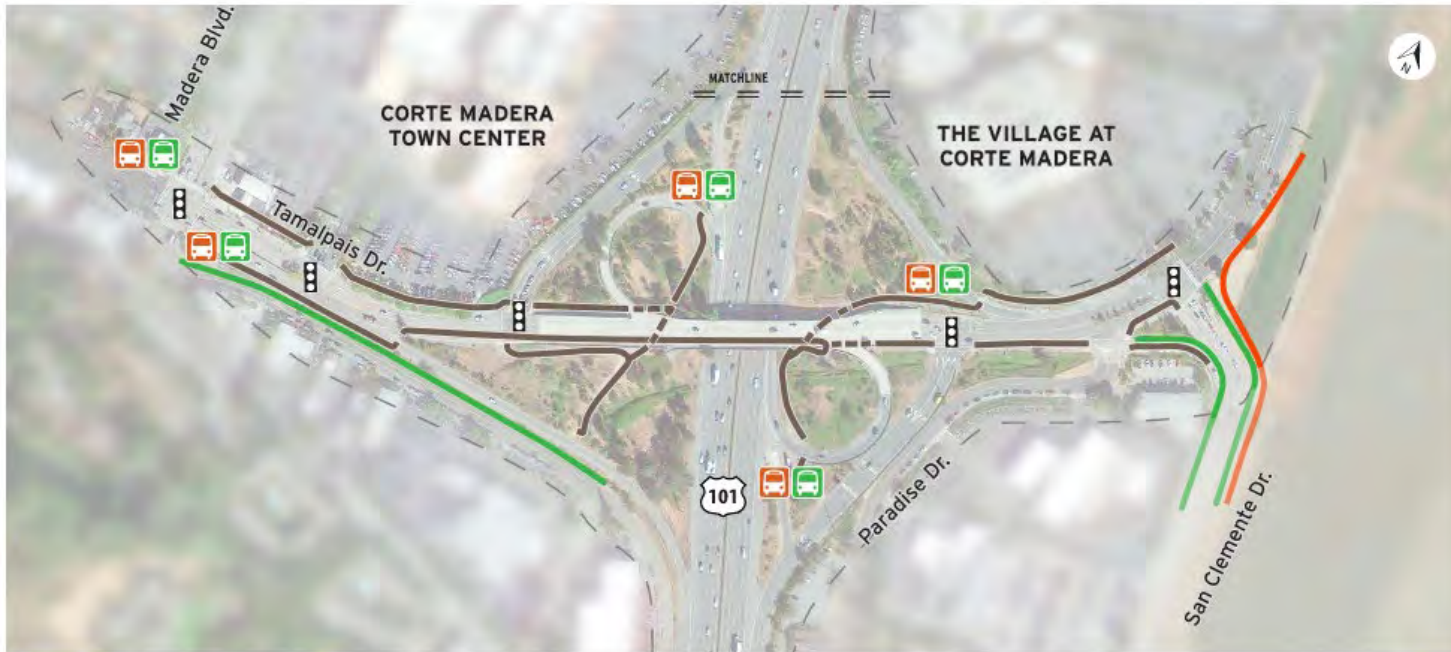 Madera Blvd.
MATCHLINE
CORTE MADERA
TOWN CENTER
THE VILLAGE AT
CORTE MADERA
N
Tamalpais Dr.
101
Paradise Dr.
San Clemente Dr.